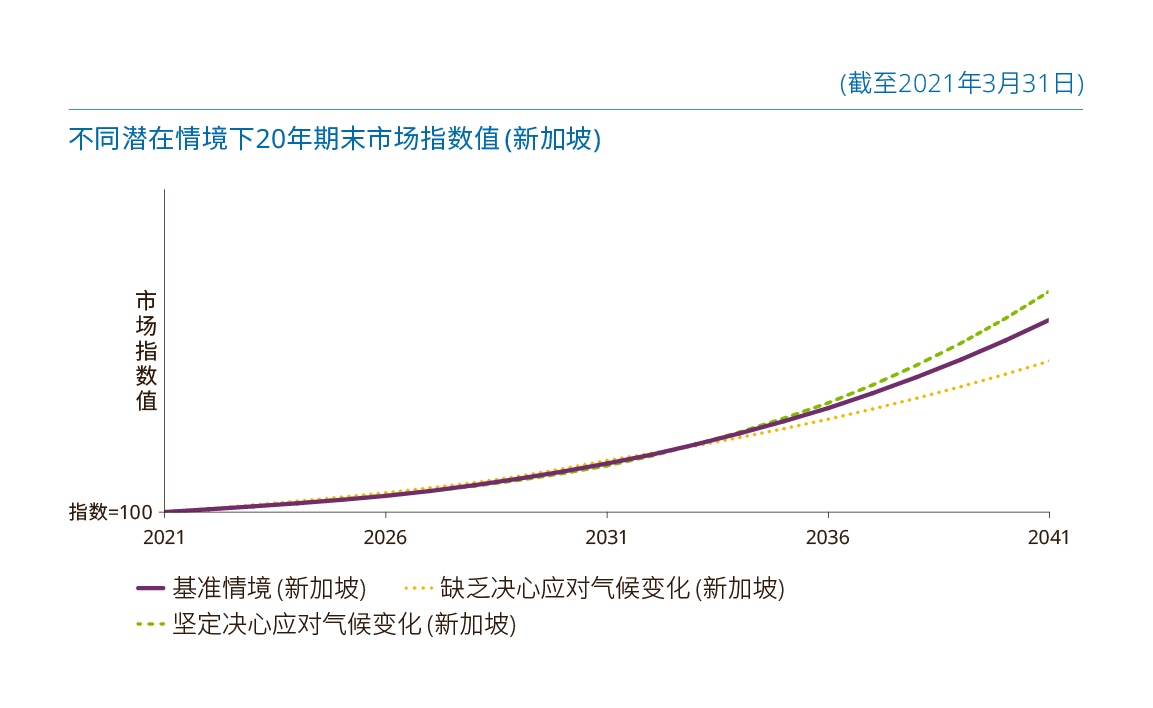 (截至2021年3月31日)
不同潜在情境下20年期末市场指数值 (新加坡)
市场指数值
指数=100
2021 2026 2031 2036 2041
基准情境 (新加坡) 缺乏决心应对气候变化 (新加坡)
坚定决心应对气候变化 (新加坡)